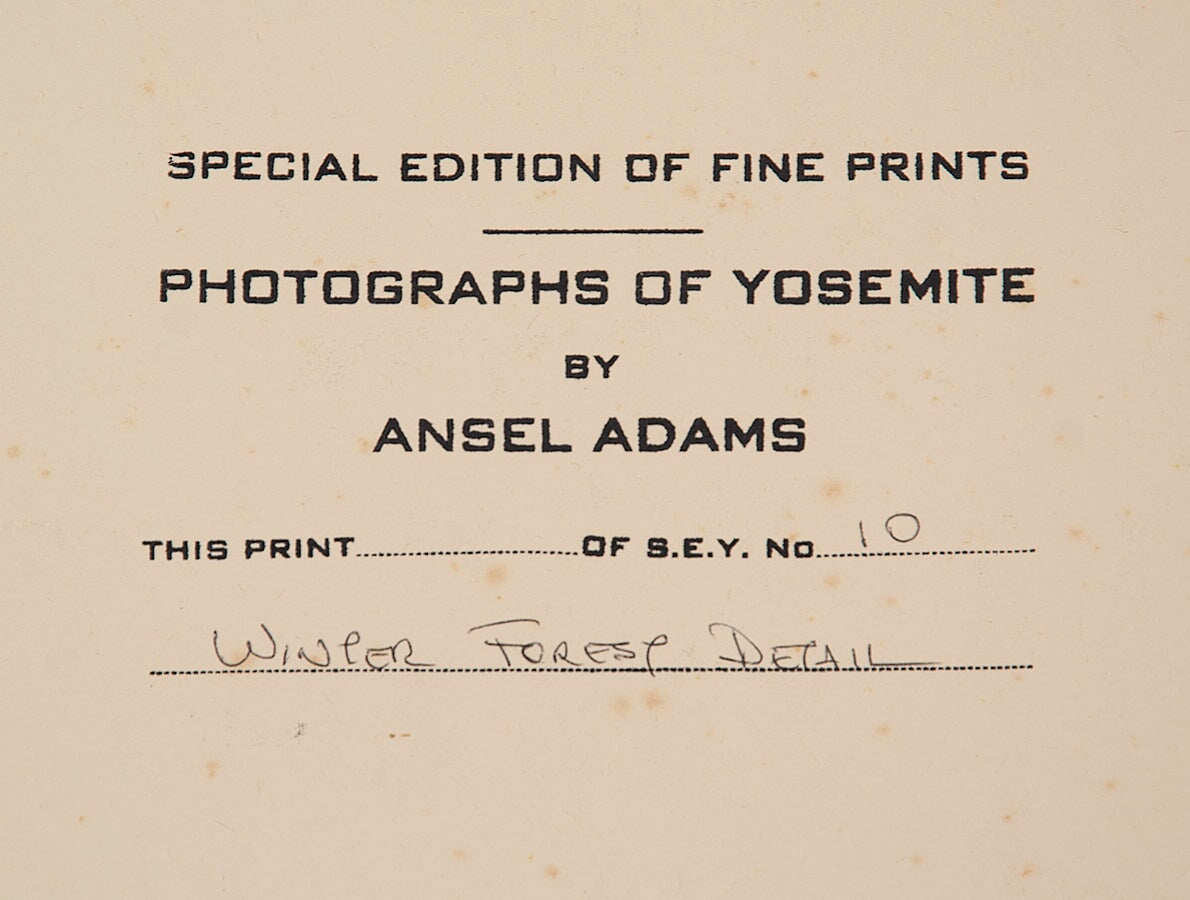 SPECIAL EDITION OF FINE PRINTS
PHOTOGRAPHS OF YOSEMITE
BY
ANSEL ADAMS
THIS PRINT....................OF S.E.Y. No....10....................
WINTER FOREST DETAIL